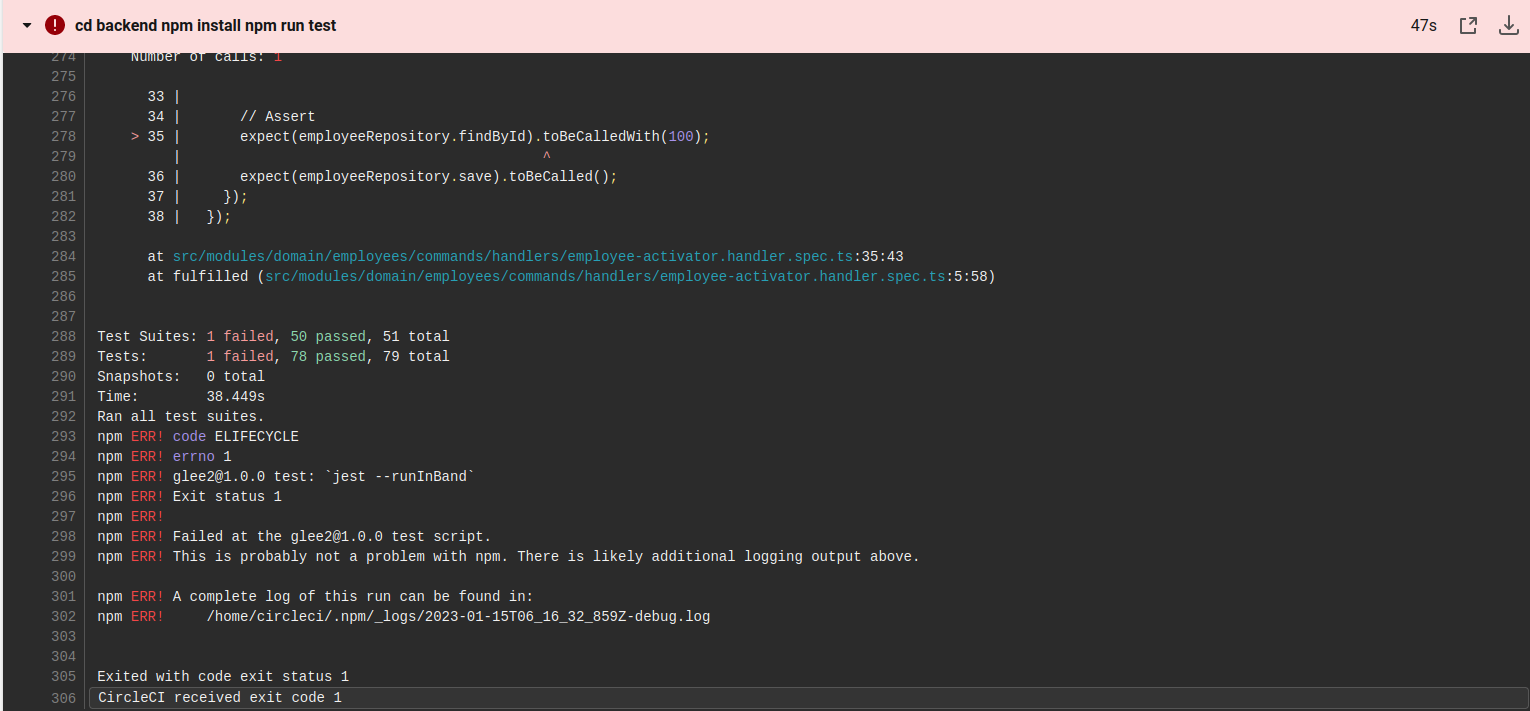 cd backend npm install npm run test 47s
274 Number of calls: 1
275
276 33 |
277 34 | // Assert
278 > 35 | expect(employeeRepository.findById).toBeCalledWith(100);
279 | ^
280 36 | expect(employeeRepository.save).toBeCalled();
281 37 | });
282 38 | });
283
284 at src/modules/domain/employees/commands/handlers/employee-activator.handler.spec.ts:35:43
285 at fulfilled (src/modules/domain/employees/commands/handlers/employee-activator.handler.spec.ts:5:58)
286
287
288 Test Suites: 1 failed, 50 passed, 51 total
289 Tests: 1 failed, 78 passed, 79 total
290 Snapshots: 0 total
291 Time: 38.449s
292 Ran all test suites.
293 npm ERR! code ELIFECYCLE
294 npm ERR! errno 1
295 npm ERR! glee2@1.0.0 test: `jest --runInBand`
296 npm ERR! Exit status 1
297 npm ERR!
298 npm ERR! Failed at the glee2@1.0.0 test script.
299 npm ERR! This is probably not a problem with npm. There is likely additional logging output above.
300
301 npm ERR! A complete log of this run can be found in:
302 npm ERR! /home/circleci/.npm/_logs/2023-01-15T06_16_32_859Z-debug.log
303
304
305 Exited with code exit status 1
306 CircleCI received exit code 1